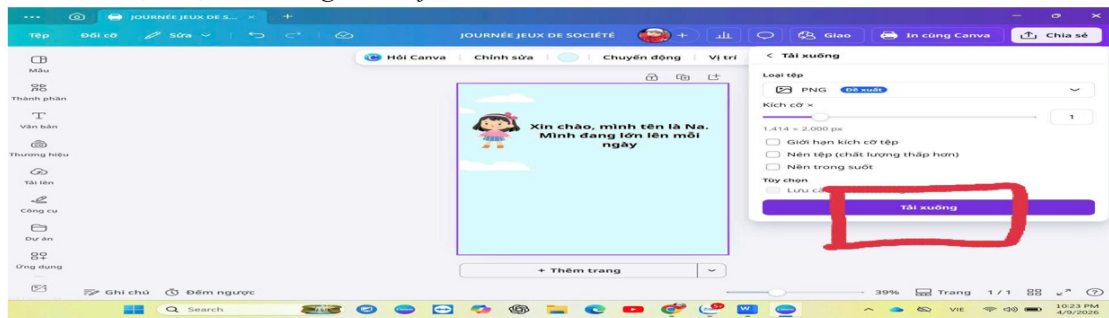 JOURNÉE JEUX DE S...
Tệp Đổi cỡ Sửa JOURNÉE JEUX DE SOCIÉTÉ Giao In cùng Canva Chia sẻ
Mẫu
Thành phần
Văn bản
Thương hiệu
Tải lên
Công cụ
Dự án
Ứng dụng
Hỏi Canva Chỉnh sửa Chuyển động Vị trí
Xin chào, mình tên là Na.
Mình đang lớn lên mỗi
ngày
+ Thêm trang
Tải xuống
Loại tệp
PNG Đề xuất
Kích cỡ ×
1
1.414 × 2.000 px
Giới hạn kích cỡ tệp
Nén tệp (chất lượng thấp hơn)
Nền trong suốt
Tùy chọn
Lưu
Tải xuống
Ghi chú Đếm ngược 39% Trang 1 / 1
Search VIE 10:23 PM
4/9/2026